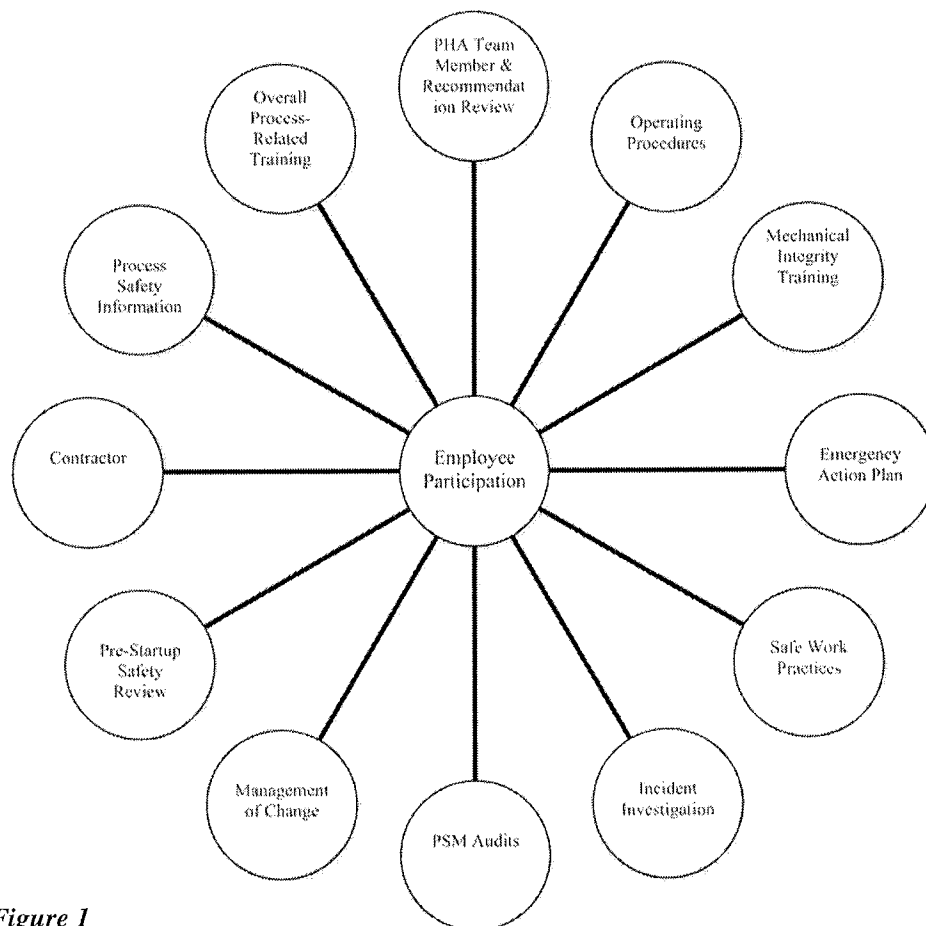 PHA Team
Member &
Recommendat
ion Review
Overall
Process-
Related
Training
Operating
Procedures
Mechanical
Integrity
Training
Process
Safety
Information
Contractor
Employee
Participation
Emergency
Action Plan
Pre-Startup
Safety
Review
Safe Work
Practices
Management
of Change
PSM Audits
Incident
Investigation
Figure 1